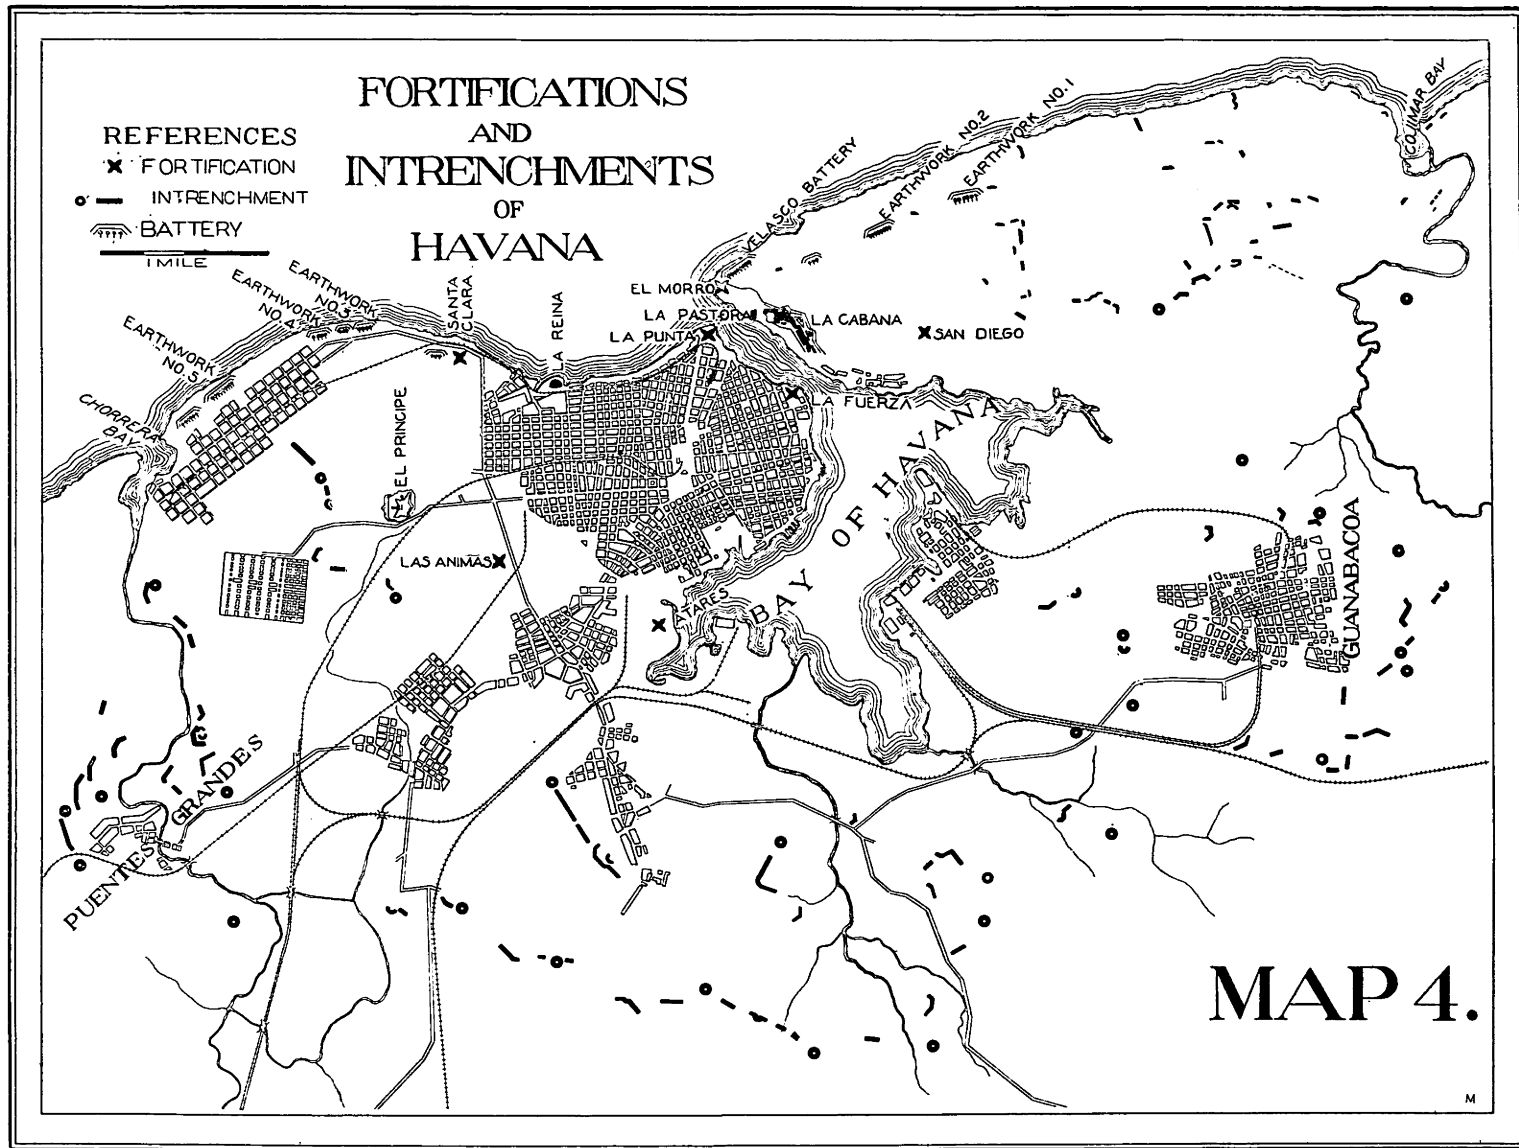 FORTIFICATIONS
AND
INTRENCHMENTS
OF
HAVANA
REFERENCES
FORTIFICATION
INTRENCHMENT
BATTERY
1 MILE
COJIMAR BAY
EARTHWORK NO.1
EARTHWORK NO.2
VELASCO BATTERY
EL MORRO
LA PASTORA
LA CABANA
LA PUNTA
SAN DIEGO
LA FUERZA
LA REINA
SANTA
CLARA
EARTHWORK
NO.3
EARTHWORK
NO.4
EARTHWORK
NO.5
CHORRERA
BAY
EL PRINCIPE
LAS ANIMAS
ATARES
BAY OF HAVANA
GUANABACOA
PUENTES GRANDES
MAP 4.
M